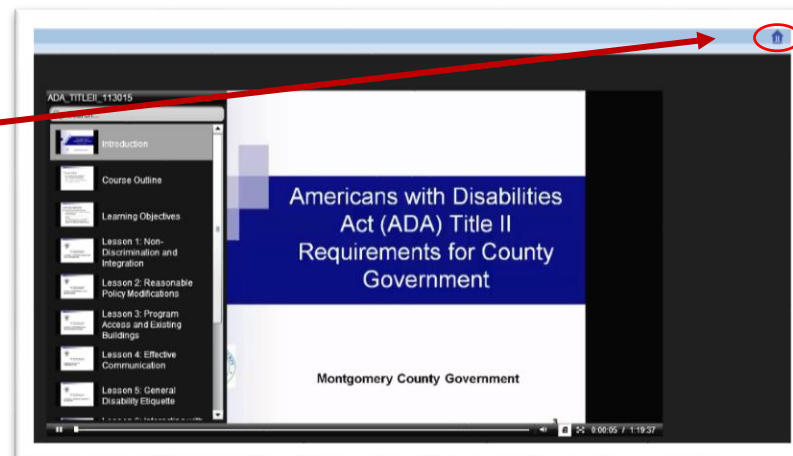 ADA_TITLEII_113015
Introduction
Course Outline
Learning Objectives
Lesson 1: Non-
Discrimination and
Integration
Lesson 2: Reasonable
Policy Modifications
Lesson 3: Program
Access and Existing
Buildings
Lesson 4: Effective
Communication
Lesson 5: General
Disability Etiquette
Americans with Disabilities
Act (ADA) Title II
Requirements for County
Government
Montgomery County Government
0:00:05 / 1:19:37